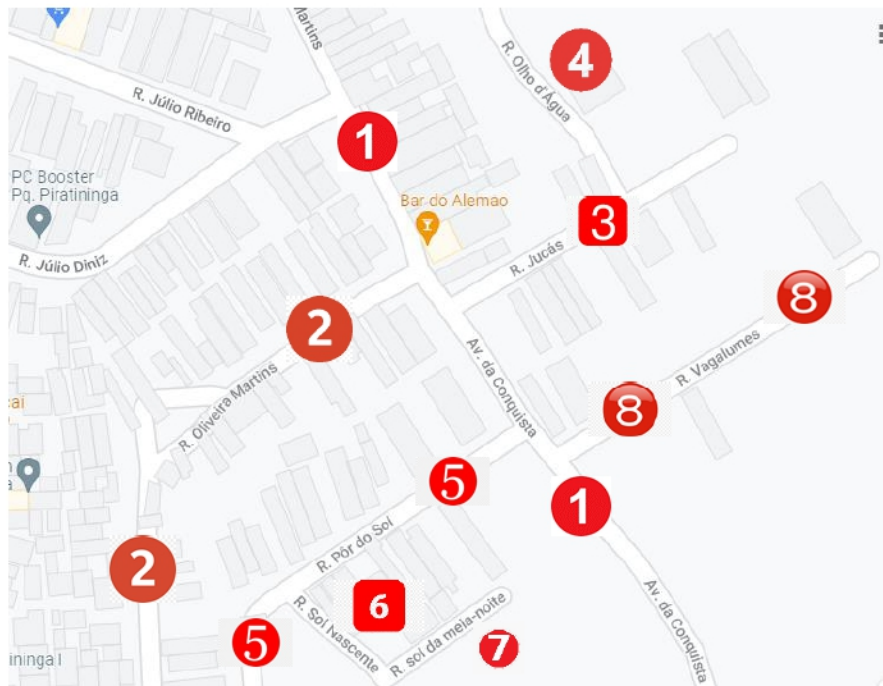 Martins
R. Olho d'Água
4
R. Júlio Ribeiro
1
PC Booster
Pq. Piratininga
Bar do Alemao
3
R. Jucás
R. Júlio Diniz
8
2
Av. da Conquista
R. Vagalumes
R. Oliveira Martins
8
5
1
R. Pôr do Sol
2
6
R. Sol Nascente
R. sol da meia-noite
Av. da Conquista
5
7